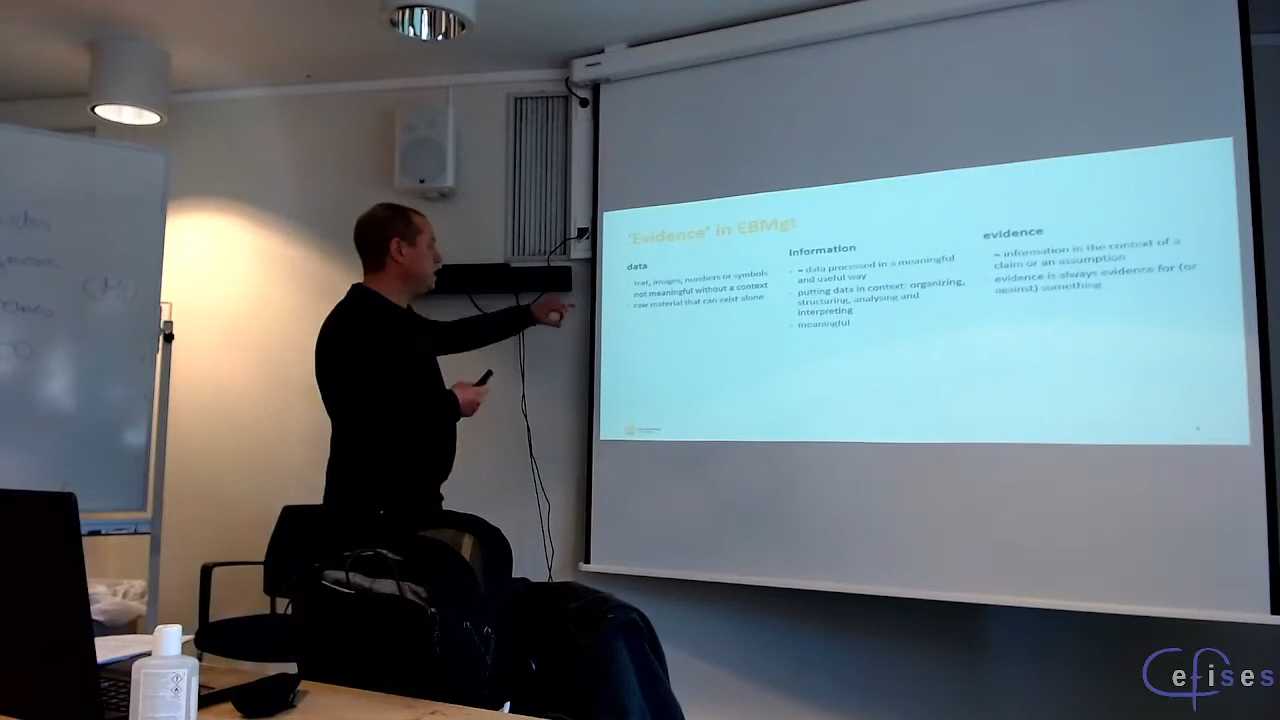 'Evidence' in EBMgt
data
text, images, numbers or symbols
not meaningful without a context
raw material that can exist alone
Information
- = data processed in a meaningful
and useful way
- putting data in context: organizing,
structuring, analysing and
interpreting
- meaningful
evidence
- = information in the context of a
claim or an assumption
- evidence is always evidence for (or
against) something
efises